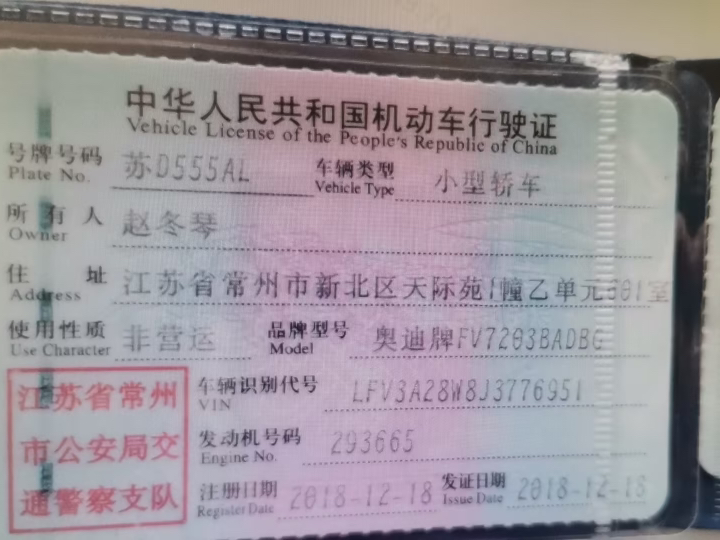 中华人民共和国机动车行驶证
Vehicle License of the People's Republic of China
号牌号码 苏D555AL 车辆类型 小型轿车
Plate No. Vehicle Type
所有人 赵冬琴
Owner
住址 江苏省常州市新北区天际苑1幢乙单元301室
Address
使用性质 非营运 品牌型号 奥迪牌FV7203BADBG
Use Character Model
江苏省常州
市公安局交
通警察支队
车辆识别代号 LFV3A28W8J3776951
VIN
发动机号码 293665
Engine No.
注册日期 2018-12-18 发证日期 2018-12-18
Register Date Issue Date